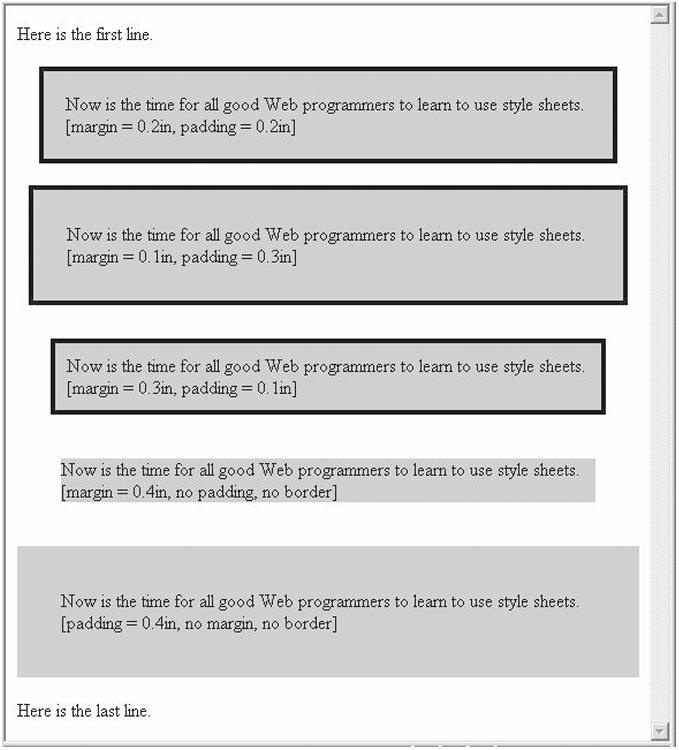 Here is the first line.
Now is the time for all good Web programmers to learn to use style sheets.
[margin = 0.2in, padding = 0.2in]
Now is the time for all good Web programmers to learn to use style sheets.
[margin = 0.1in, padding = 0.3in]
Now is the time for all good Web programmers to learn to use style sheets.
[margin = 0.3in, padding = 0.1in]
Now is the time for all good Web programmers to learn to use style sheets.
[margin = 0.4in, no padding, no border]
Now is the time for all good Web programmers to learn to use style sheets.
[padding = 0.4in, no margin, no border]
Here is the last line.